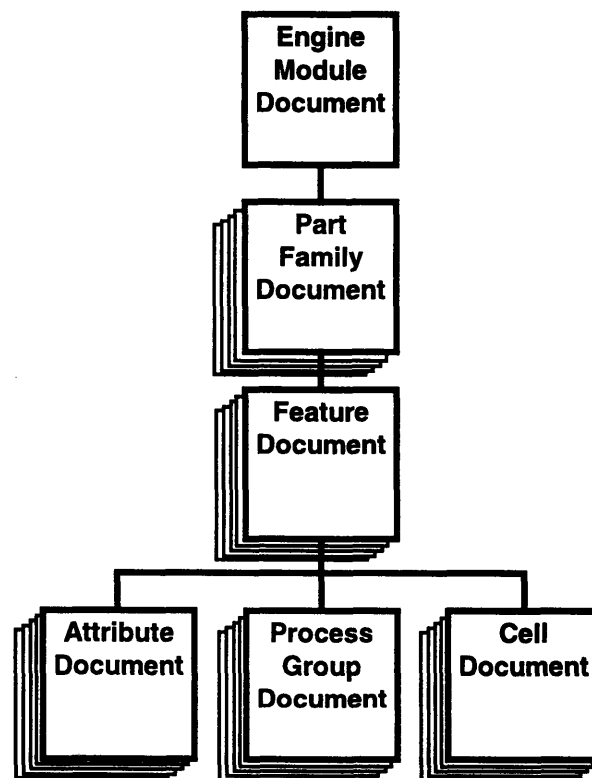 Engine
Module
Document
Part
Family
Document
Feature
Document
Attribute
Document
Process
Group
Document
Cell
Document